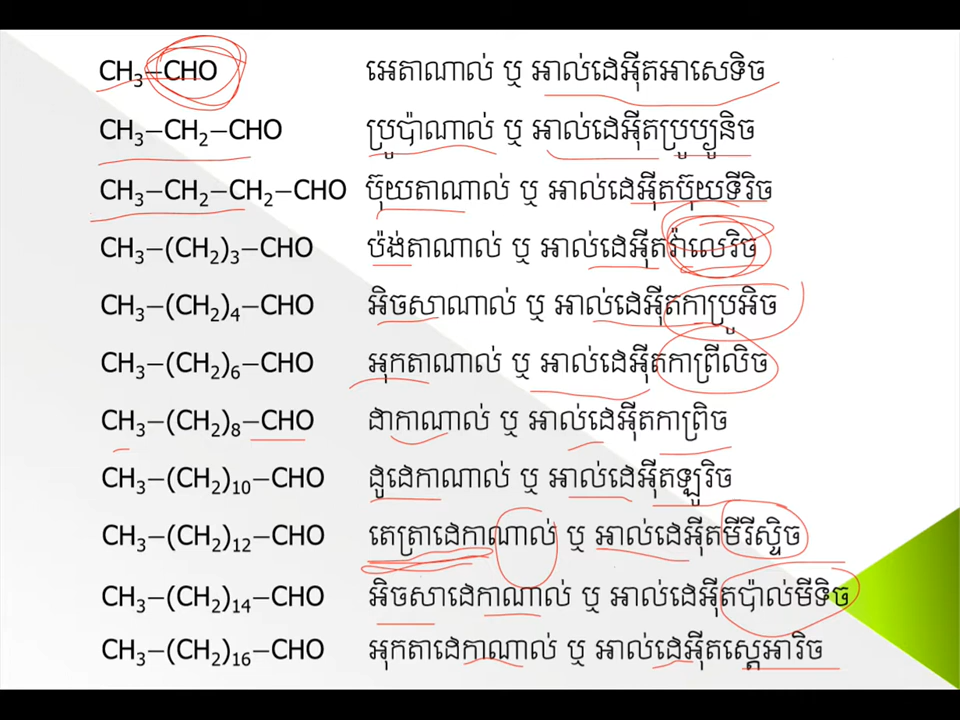 CH₃−CHO អេតាណាល់ ឬ អាល់ដេអ៊ីតអាសេទិច
CH₃−CH₂−CHO ប្រូប៉ាណាល់ ឬ អាល់ដេអ៊ីតប្រូប្យូនិច
CH₃−CH₂−CH₂−CHO ប៊ុយតាណាល់ ឬ អាល់ដេអ៊ីតប៊ុយទីរិច
CH₃−(CH₂)₃−CHO ប៉ង់តាណាល់ ឬ អាល់ដេអ៊ីតវ៉ាលេរិច
CH₃−(CH₂)₄−CHO អិចសាណាល់ ឬ អាល់ដេអ៊ីតកាប្រូអិច
CH₃−(CH₂)₆−CHO អុកតាណាល់ ឬ អាល់ដេអ៊ីតកាព្រីលិច
CH₃−(CH₂)₈−CHO ដាកាណាល់ ឬ អាល់ដេអ៊ីតកាព្រិច
CH₃−(CH₂)₁₀−CHO ដូដេកាណាល់ ឬ អាល់ដេអ៊ីតឡូរិច
CH₃−(CH₂)₁₂−CHO តេត្រាដេកាណាល់ ឬ អាល់ដេអ៊ីតមីរីស្ទិច
CH₃−(CH₂)₁₄−CHO អិចសាដេកាណាល់ ឬ អាល់ដេអ៊ីតប៉ាល់មីទិច
CH₃−(CH₂)₁₆−CHO អុកតាដេកាណាល់ ឬ អាល់ដេអ៊ីតស្តេអារិច